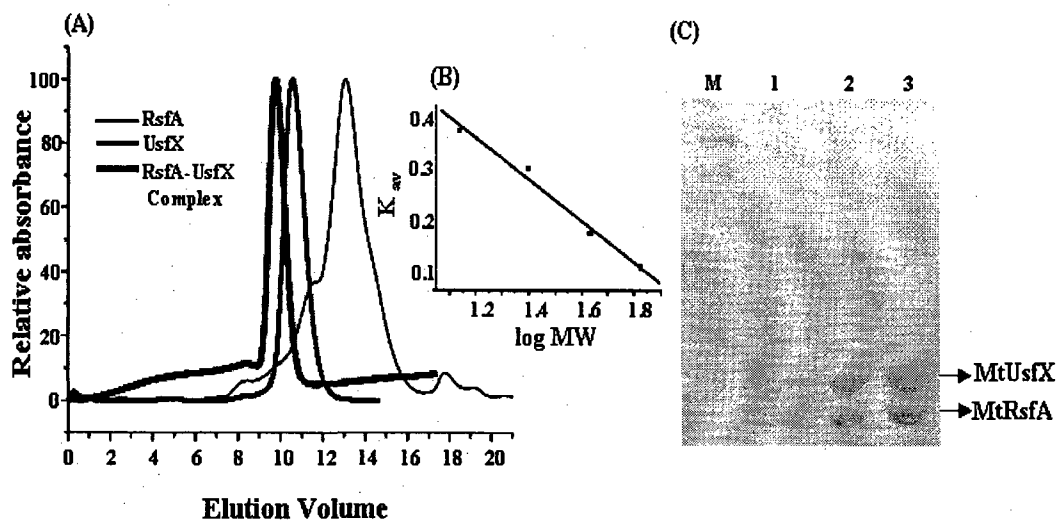 (A)
100
80
60
40
20
0
Relative absorbance
RsfA
UsfX
RsfA-UsfX
Complex
0 2 4 6 8 10 12 14 16 18 20
Elution Volume
(B)
0.4
0.3
0.2
0.1
K av
1.2 1.4 1.6 1.8
log MW
(C)
M 1 2 3
MtUsfX
MtRsfA